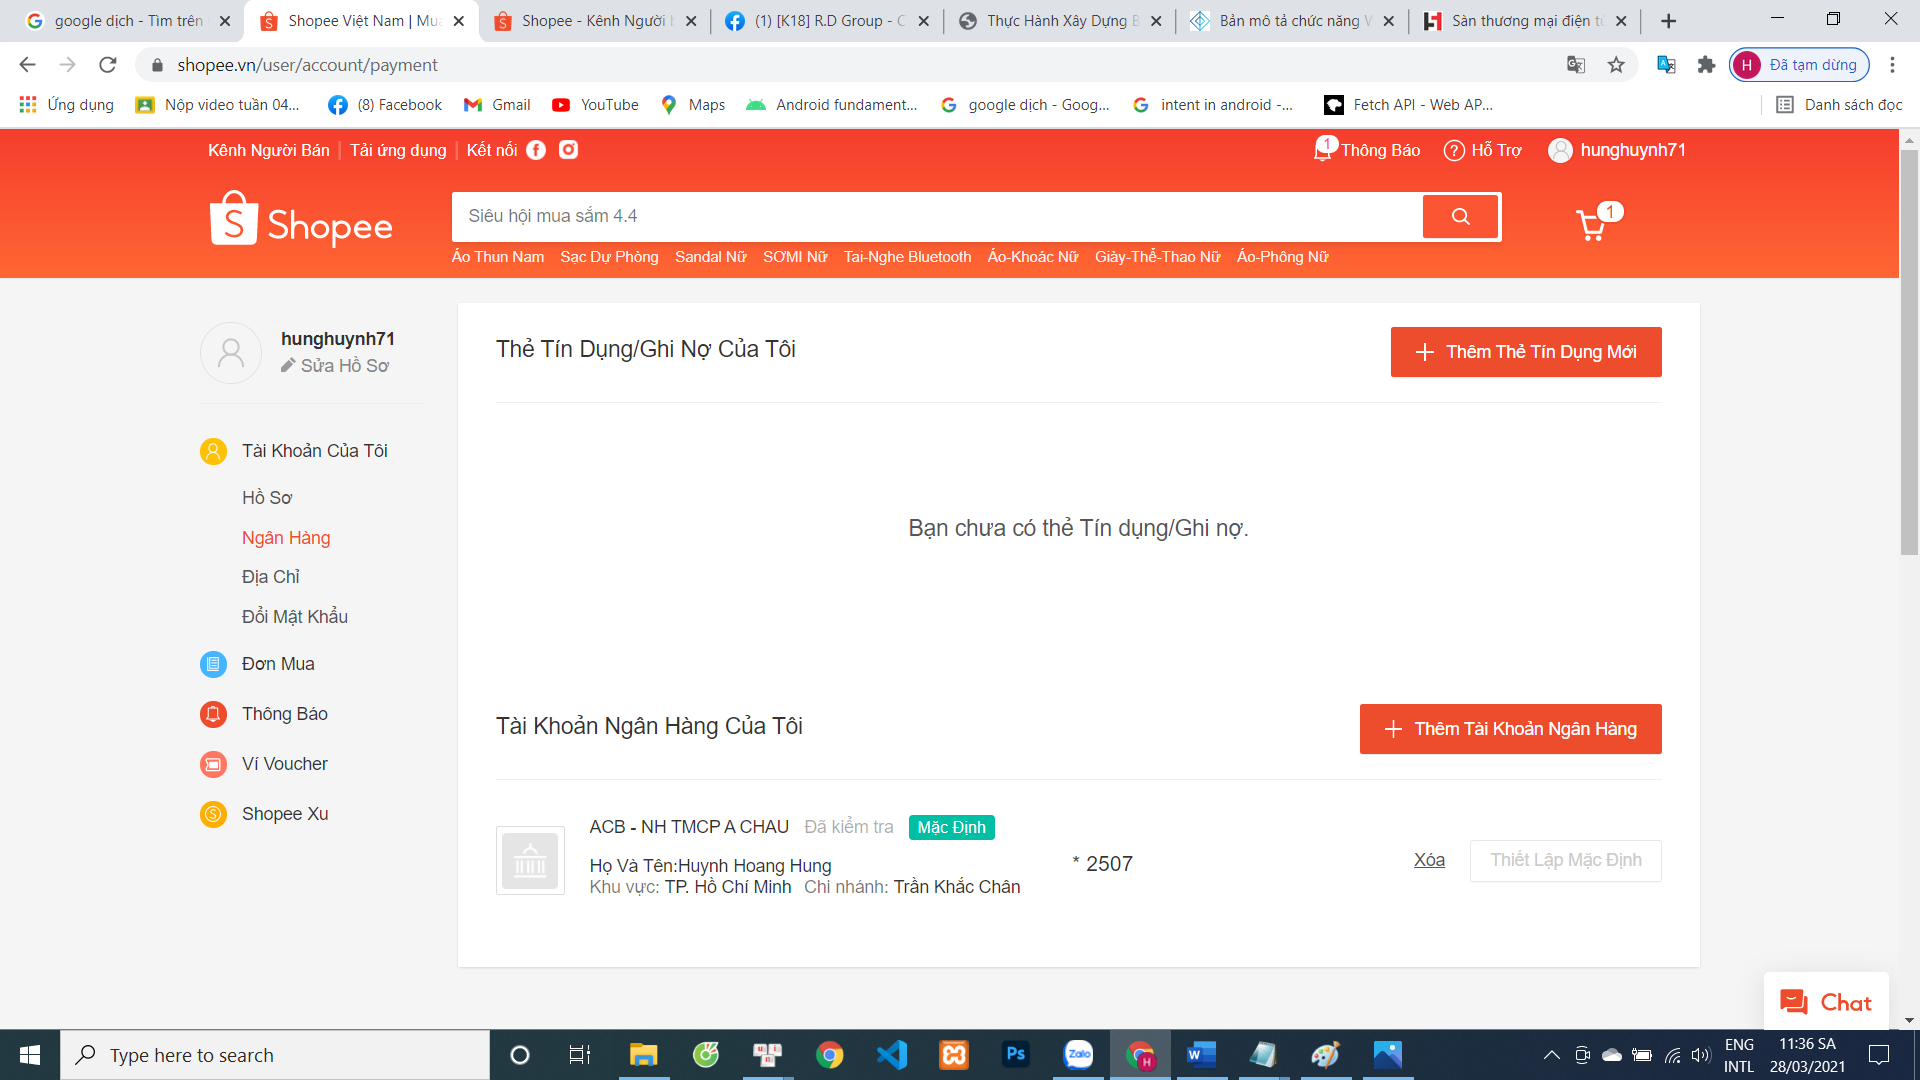 google dịch - Tìm trên
Shopee Việt Nam | Mua
Shopee - Kênh Người b
(1) [K18] R.D Group - C
Thực Hành Xây Dựng B
Bản mô tả chức năng V
Sàn thương mại điện tử
shopee.vn/user/account/payment
H Đã tạm dừng
Ứng dụng
Nộp video tuần 04...
(8) Facebook
Gmail
YouTube
Maps
Android fundament...
google dịch - Goog...
intent in android -...
Fetch API - Web AP...
Danh sách đọc
Kênh Người Bán | Tải ứng dụng | Kết nối
1 Thông Báo
Hỗ Trợ
hunghuynh71
Shopee
Siêu hội mua sắm 4.4
1
Áo Thun Nam Sạc Dự Phòng Sandal Nữ SƠMI Nữ Tai-Nghe Bluetooth Áo-Khoác Nữ Giày-Thể-Thao Nữ Áo-Phông Nữ
hunghuynh71
Sửa Hồ Sơ
Tài Khoản Của Tôi
Hồ Sơ
Ngân Hàng
Địa Chỉ
Đổi Mật Khẩu
Đơn Mua
Thông Báo
Ví Voucher
Shopee Xu
Thẻ Tín Dụng/Ghi Nợ Của Tôi
Thêm Thẻ Tín Dụng Mới
Bạn chưa có thẻ Tín dụng/Ghi nợ.
Tài Khoản Ngân Hàng Của Tôi
Thêm Tài Khoản Ngân Hàng
ACB - NH TMCP A CHAU Đã kiểm tra Mặc Định
Họ Và Tên:Huynh Hoang Hung
Khu vực: TP. Hồ Chí Minh Chi nhánh: Trần Khắc Chân
* 2507
Xóa
Thiết Lập Mặc Định
Chat
Type here to search
Ps
Zalo
ENG
INTL
11:36 SA
28/03/2021